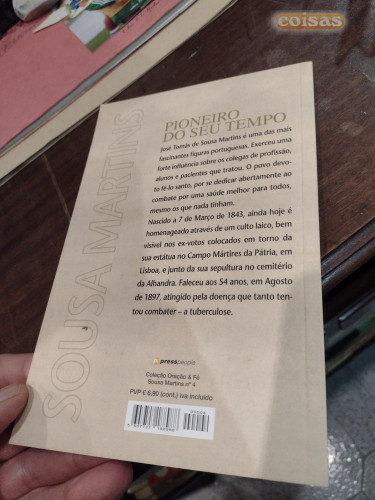 coisas
SOUSA MARTINS
PIONEIRO
DO SEU TEMPO
José Tomás de Sousa Martins é uma das mais
fascinantes figuras portuguesas. Exerceu uma
forte influência sobre os colegas de profissão,
alunos e pacientes que tratou. O povo devo-
to fê-lo santo, por se dedicar abertamente ao
combate por uma saúde melhor para todos,
mesmo os que nada tinham.
Nascido a 7 de Março de 1843, ainda hoje é
homenageado através de um culto laico, bem
visível nos ex-votos colocados em torno da
sua estátua no Campo Mártires da Pátria, em
Lisboa, e junto da sua sepultura no cemitério
da Alhandra. Faleceu aos 54 anos, em Agosto
de 1897, atingido pela doença que tanto ten-
tou combater – a tuberculose.
presspeople
Colecção Oração & Fé
Sousa Martins nº 4
PVP € 6,90 (cont.) Iva incluído